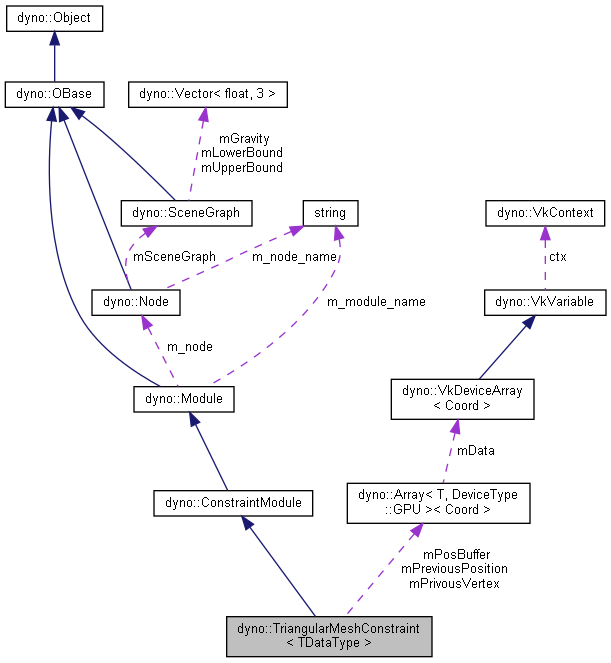 dyno::Object
dyno::OBase
dyno::Vector< float, 3 >
mGravity
mLowerBound
mUpperBound
dyno::SceneGraph
string
dyno::VkContext
mSceneGraph
m_node_name
ctx
dyno::Node
m_module_name
dyno::VkVariable
m_node
dyno::Module
dyno::VkDeviceArray
< Coord >
mData
dyno::ConstraintModule
dyno::Array< T, DeviceType
::GPU >< Coord >
mPosBuffer
mPreviousPosition
mPrivousVertex
dyno::TriangularMeshConstraint
< TDataType >